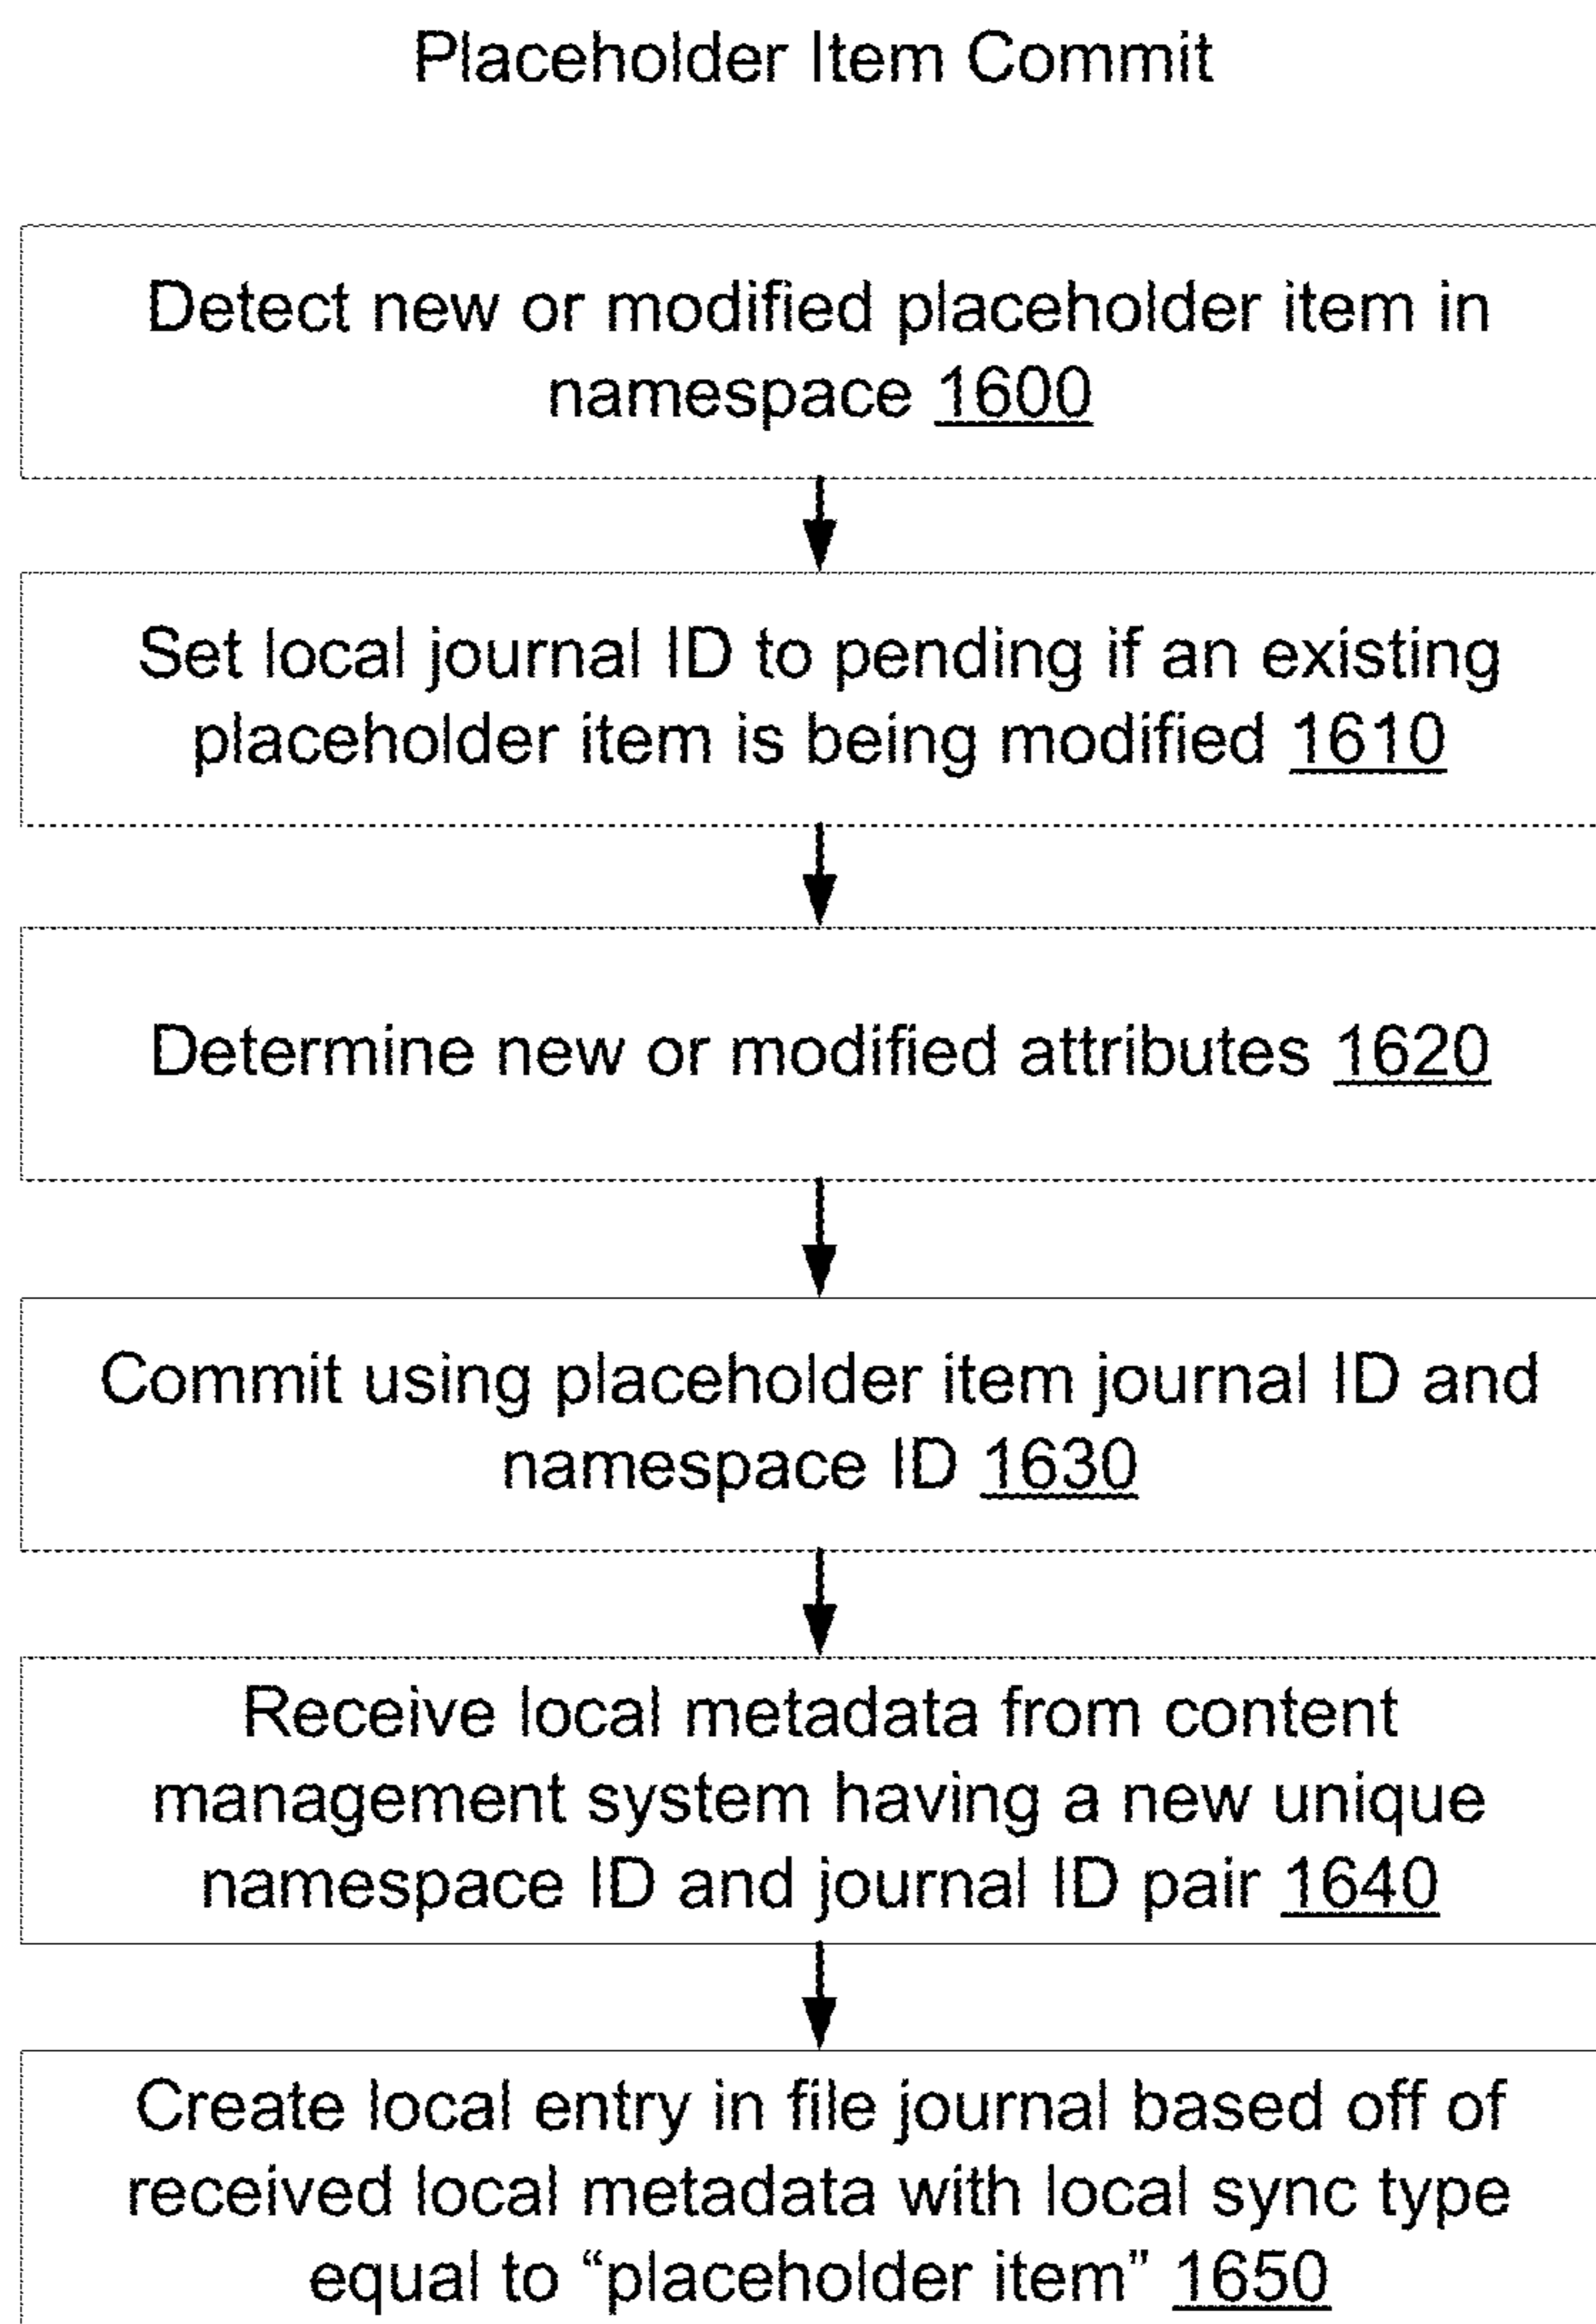 Placeholder Item Commit
Detect new or modified placeholder item in
namespace 1600
Set local journal ID to pending if an existing
placeholder item is being modified 1610
Determine new or modified attributes 1620
Commit using placeholder item journal ID and
namespace ID 1630
Receive local metadata from content
management system having a new unique
namespace ID and journal ID pair 1640
Create local entry in file journal based off of
received local metadata with local sync type
equal to “placeholder item” 1650